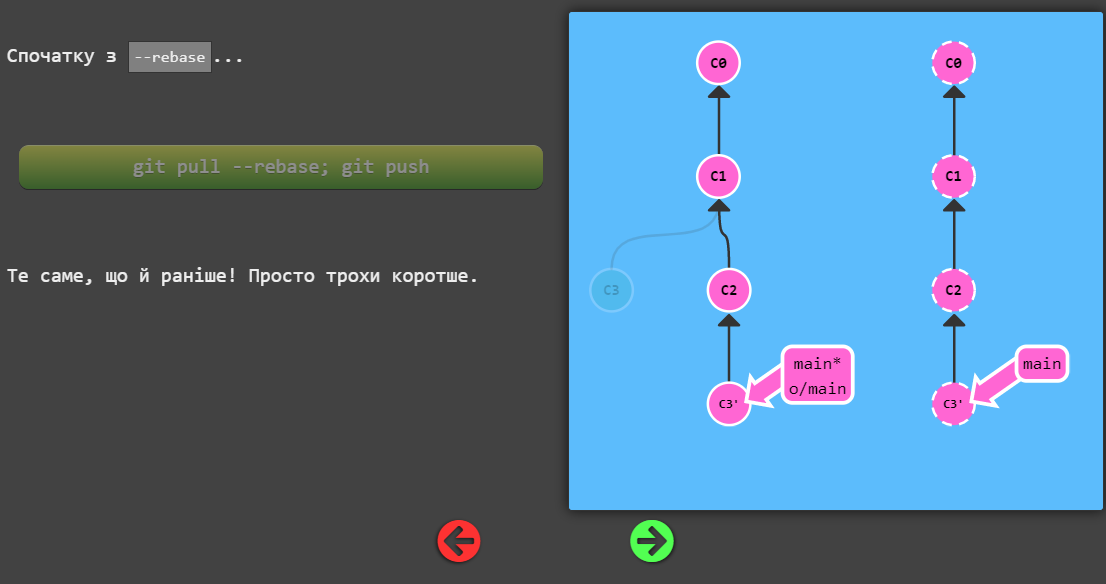 Спочатку з --rebase...
git pull --rebase; git push
Те саме, що й раніше! Просто трохи коротше.
C0
C1
C3
C2
main*
o/main
C3'
C0
C1
C2
main
C3'